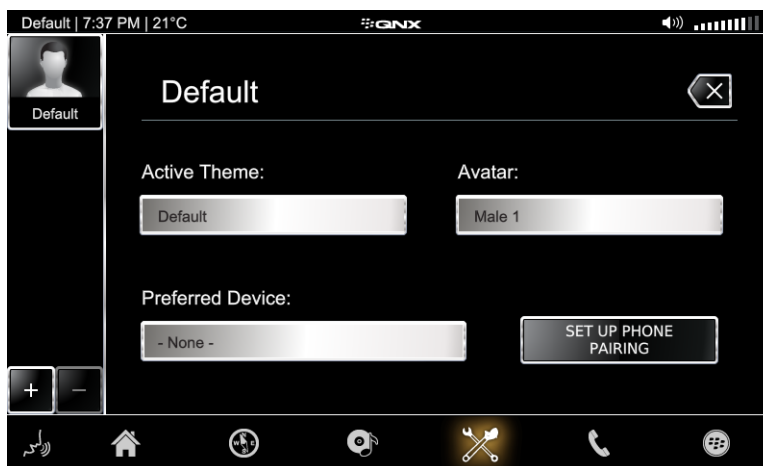 Default | 7:37 PM | 21°C
QNX
Default
Default
Active Theme:
Avatar:
Default
Male 1
Preferred Device:
- None -
SET UP PHONE
PAIRING
W E